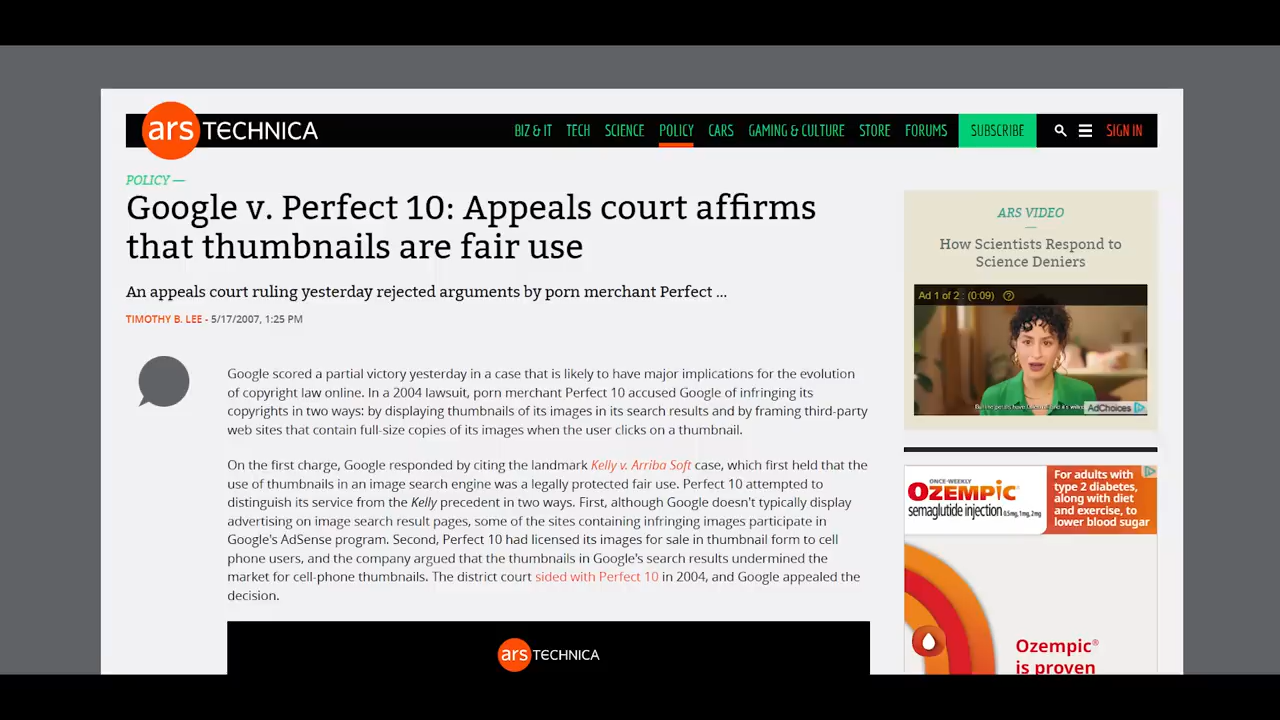 ars TECHNICA
BIZ & IT TECH SCIENCE POLICY CARS GAMING & CULTURE STORE FORUMS SUBSCRIBE SIGN IN
POLICY —
Google v. Perfect 10: Appeals court affirms
that thumbnails are fair use
An appeals court ruling yesterday rejected arguments by porn merchant Perfect ...
TIMOTHY B. LEE - 5/17/2007, 1:25 PM
Google scored a partial victory yesterday in a case that is likely to have major implications for the evolution
of copyright law online. In a 2004 lawsuit, porn merchant Perfect 10 accused Google of infringing its
copyrights in two ways: by displaying thumbnails of its images in its search results and by framing third-party
web sites that contain full-size copies of its images when the user clicks on a thumbnail.
On the first charge, Google responded by citing the landmark Kelly v. Arriba Soft case, which first held that the
use of thumbnails in an image search engine was a legally protected fair use. Perfect 10 attempted to
distinguish its service from the Kelly precedent in two ways. First, although Google doesn't typically display
advertising on image search result pages, some of the sites containing infringing images participate in
Google's AdSense program. Second, Perfect 10 had licensed its images for sale in thumbnail form to cell
phone users, and the company argued that the thumbnails in Google's search results undermined the
market for cell-phone thumbnails. The district court sided with Perfect 10 in 2004, and Google appealed the
decision.
ars TECHNICA
ARS VIDEO
How Scientists Respond to
Science Deniers
Ad 1 of 2 : (0:09)
AdChoices
ONCE-WEEKLY
OZEMPIC
semaglutide injection 0.5mg, 1mg, 2mg
For adults with
type 2 diabetes,
along with diet
and exercise, to
lower blood sugar
Ozempic®
is proven